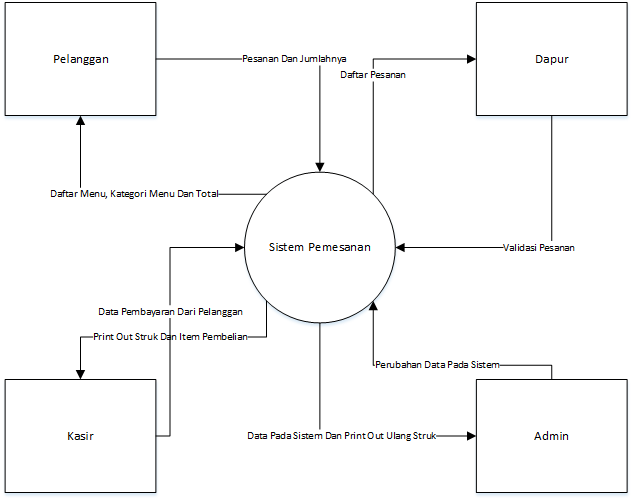 Pelanggan
Pesanan Dan Jumlahnya
Dapur
Daftar Pesanan
Daftar Menu, Kategori Menu Dan Total
Sistem Pemesanan
Validasi Pesanan
Data Pembayaran Dari Pelanggan
Print Out Struk Dan Item Pembelian
Perubahan Data Pada Sistem
Kasir
Data Pada Sistem Dan Print Out Ulang Struk
Admin